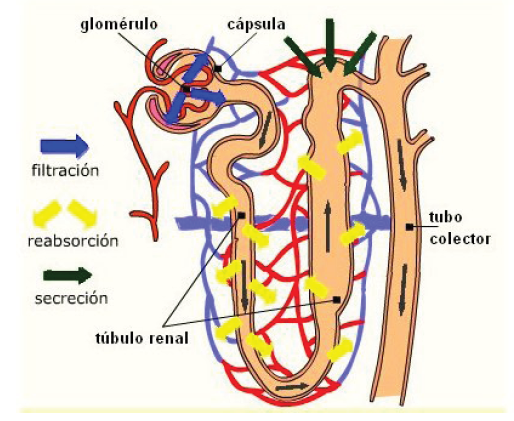 glomérulo
cápsula
filtración
reabsorción
secreción
túbulo renal
tubo
colector